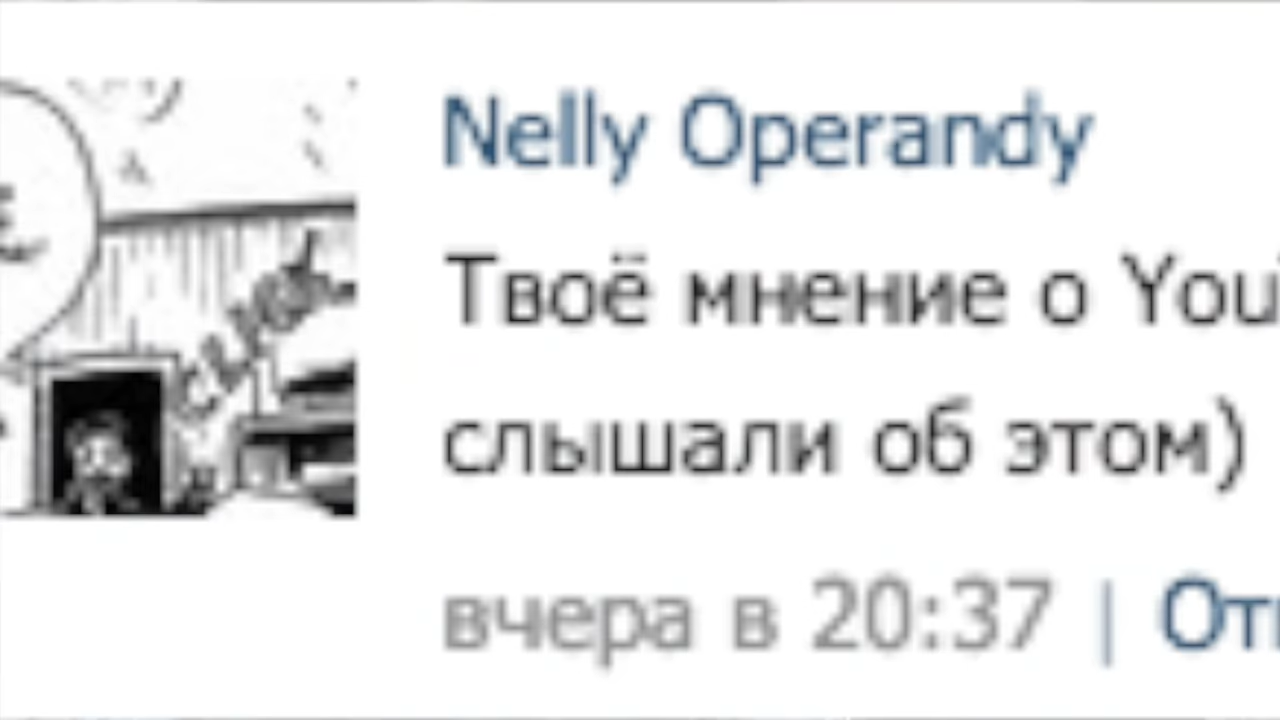 Nelly Operandy
Твоё мнение о You
слышали об этом)
вчера в 20:37 | От